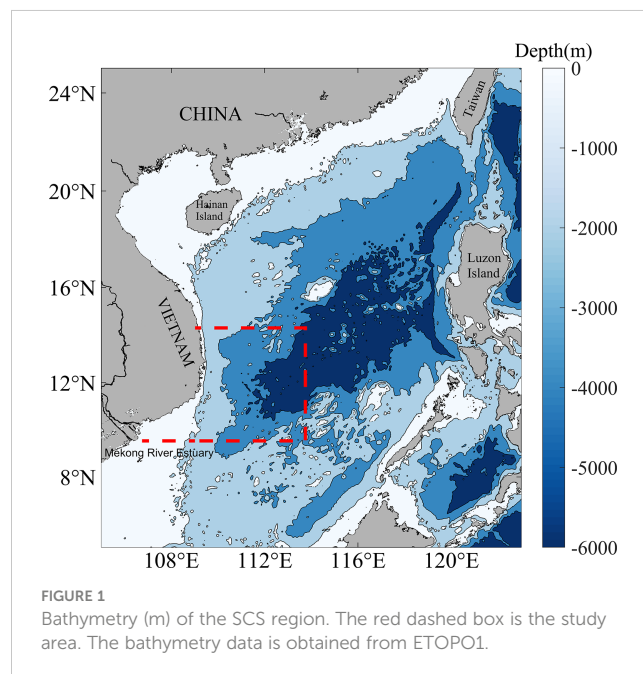 Depth(m)
24°N
20°N
16°N
12°N
8°N
CHINA
Taiwan
Hainan
Island
Luzon
Island
VIETNAM
Mekong River Estuary
108°E
112°E
116°E
120°E
0
-1000
-2000
-3000
-4000
-5000
-6000
FIGURE 1
Bathymetry (m) of the SCS region. The red dashed box is the study
area. The bathymetry data is obtained from ETOPO1.